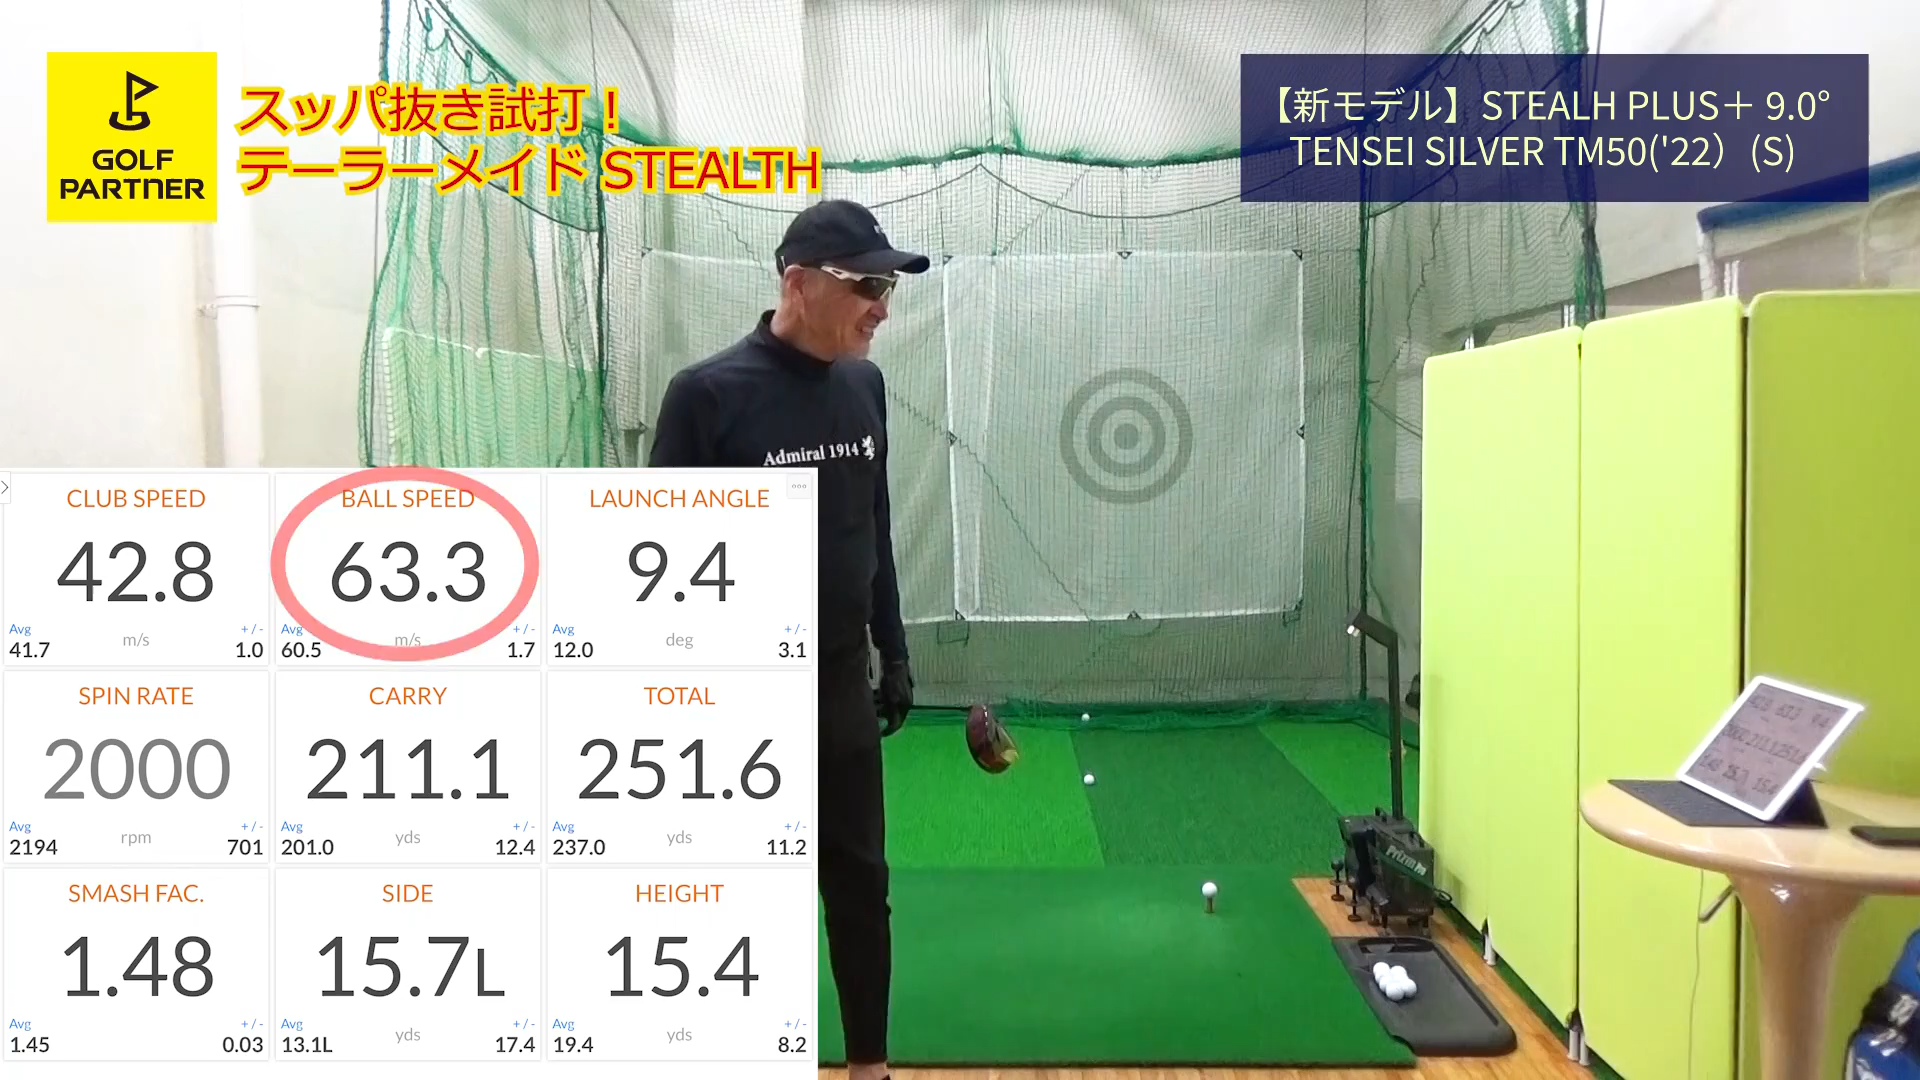 GOLF
PARTNER
スッパ抜き試打！
テーラーメイド STEALTH
【新モデル】STEALH PLUS＋ 9.0°
TENSEI SILVER TM50('22）(S)
Admiral 1914
CLUB SPEED
42.8
Avg
41.7
m/s
+ / -
1.0
BALL SPEED
63.3
Avg
60.5
m/s
+ / -
1.7
LAUNCH ANGLE
9.4
Avg
12.0
deg
+ / -
3.1
SPIN RATE
2000
Avg
2194
rpm
+ / -
701
CARRY
211.1
Avg
201.0
yds
+ / -
12.4
TOTAL
251.6
Avg
237.0
yds
+ / -
11.2
SMASH FAC.
1.48
Avg
1.45
+ / -
0.03
SIDE
15.7L
Avg
13.1L
yds
+ / -
17.4
HEIGHT
15.4
Avg
19.4
yds
+ / -
8.2